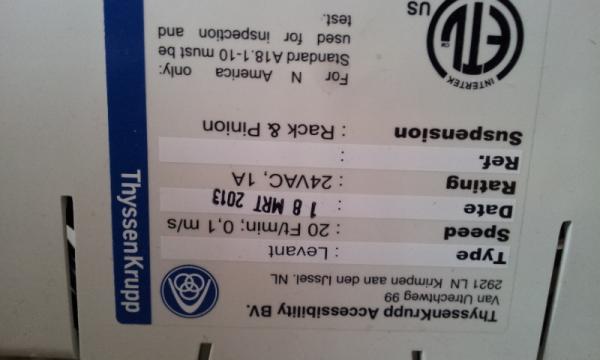 ThyssenKrupp Accessibility BV.
Van Utrechtweg 99
2921 LN Krimpen aan den IJssel. NL
Type : Levant
Speed : 20 Ft/min; 0,1 m/s
Date : 18 MRT 2013
Rating : 24VAC, 1A
Ref. :
Suspension : Rack & Pinion
For N America only:
Standard A18.1-10 must be
used for inspection and
test.
ETL
CM
US
INTERTEK
ThyssenKrupp